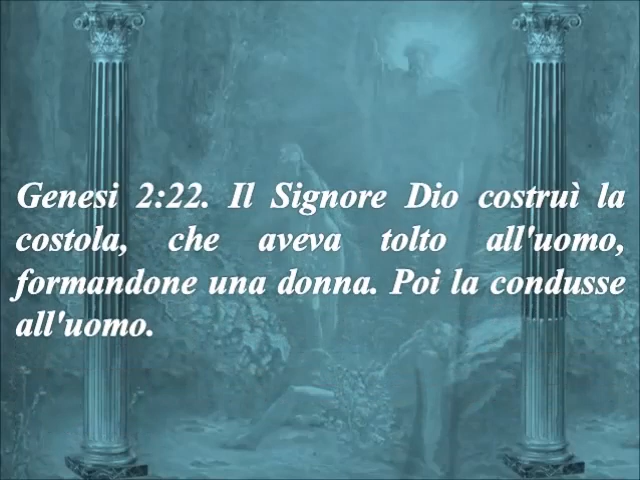 Genesi 2:22. Il Signore Dio costruì la
costola, che aveva tolto all'uomo,
formandone una donna. Poi la condusse
all'uomo.